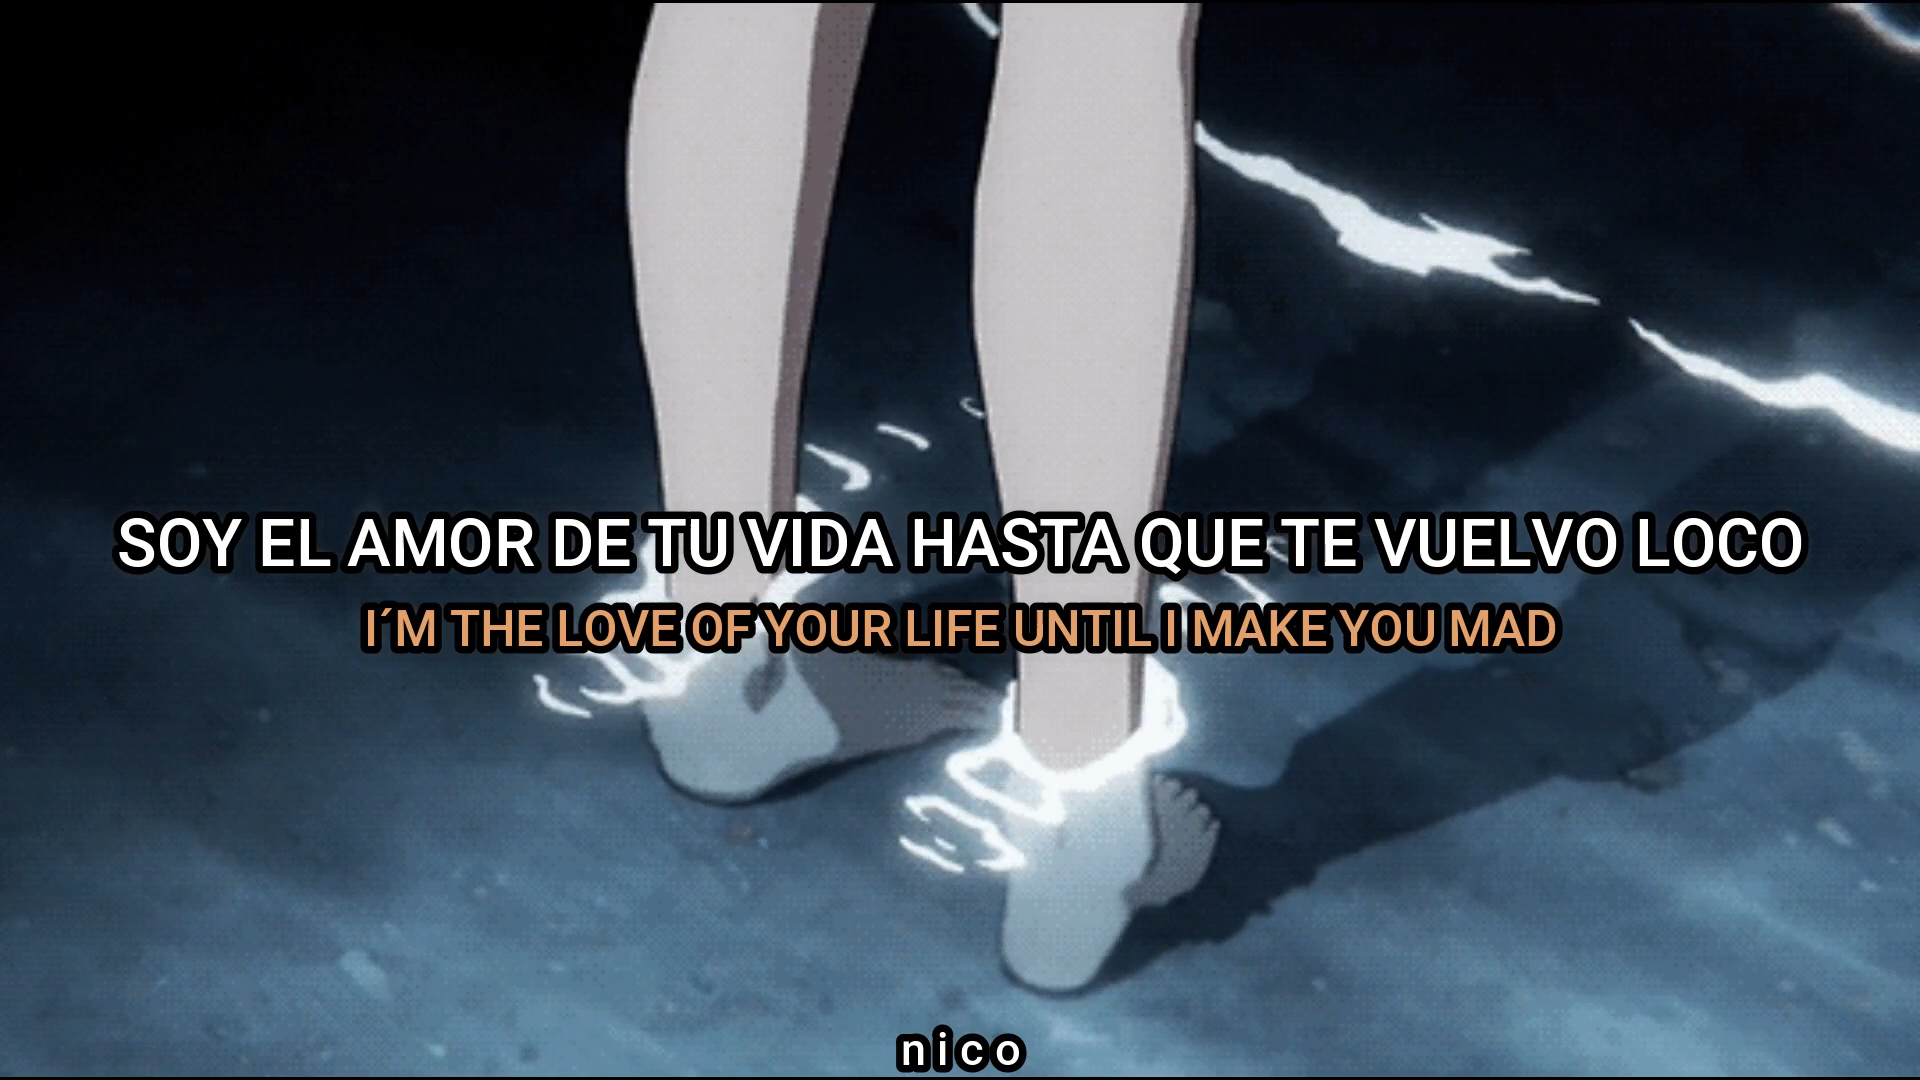 SOY EL AMOR DE TU VIDA HASTA QUE TE VUELVO LOCO
I´M THE LOVE OF YOUR LIFE UNTIL I MAKE YOU MAD
nico